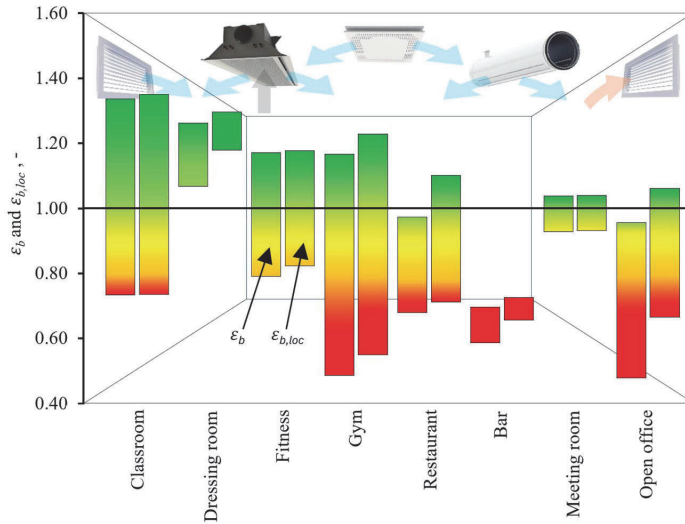 1.60
1.40
1.20
1.00
0.80
0.60
0.40
εb and εb,loc , -
εb
εb,loc
Classroom
Dressing room
Fitness
Gym
Restaurant
Bar
Meeting room
Open office